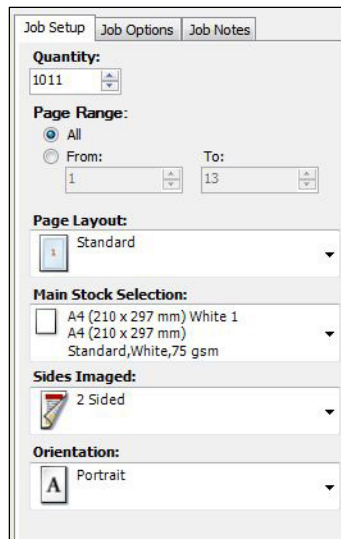 Job Setup Job Options Job Notes
Quantity:
1011
Page Range:
All
From: To:
1 13
Page Layout:
1 Standard
Main Stock Selection:
A4 (210 x 297 mm) White 1
A4 (210 x 297 mm)
Standard,White,75 gsm
Sides Imaged:
2 Sided
Orientation:
A Portrait